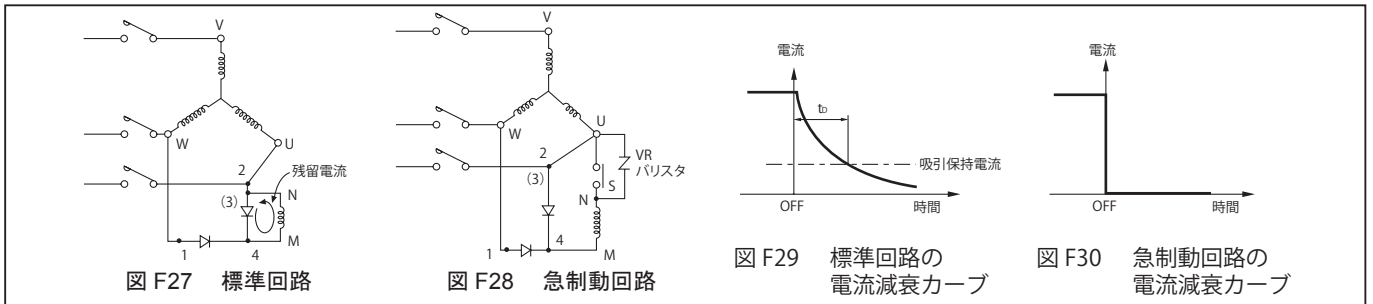 V
W
U
2
残留電流
(3)
N
M
1
4
図 F27 標準回路
V
W
U
2
(3)
VR
バリスタ
S
N
1
4
M
図 F28 急制動回路
電流
tD
吸引保持電流
OFF
時間
図 F29 標準回路の
電流減衰カーブ
電流
OFF
時間
図 F30 急制動回路の
電流減衰カーブ